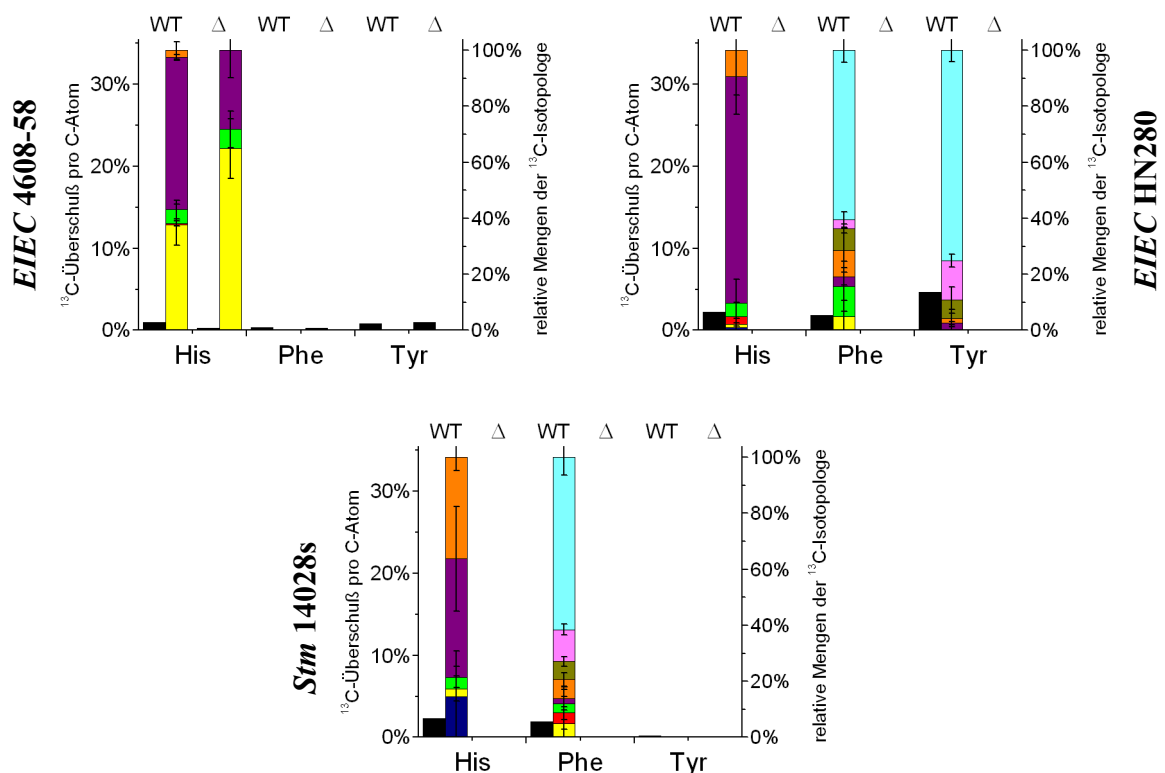 WT Δ WT Δ WT Δ
EIEC 4608-58
¹³C-Überschuß pro C-Atom
30%
20%
10%
0%
100%
80%
60%
40%
20%
0%
relative Mengen der ¹³C-Isotopologe
His Phe Tyr
WT Δ WT Δ WT Δ
¹³C-Überschuß pro C-Atom
30%
20%
10%
0%
100%
80%
60%
40%
20%
0%
relative Mengen der ¹³C-Isotopologe
EIEC HN280
His Phe Tyr
WT Δ WT Δ WT Δ
Stm 14028s
¹³C-Überschuß pro C-Atom
30%
20%
10%
0%
100%
80%
60%
40%
20%
0%
relative Mengen der ¹³C-Isotopologe
His Phe Tyr